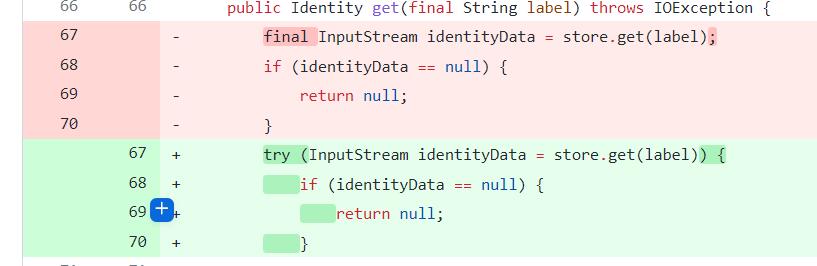 66 66 public Identity get(final String label) throws IOException {
67 - final InputStream identityData = store.get(label);
68 - if (identityData == null) {
69 - return null;
70 - }
67 + try (InputStream identityData = store.get(label)) {
68 + if (identityData == null) {
69 + + return null;
70 + }